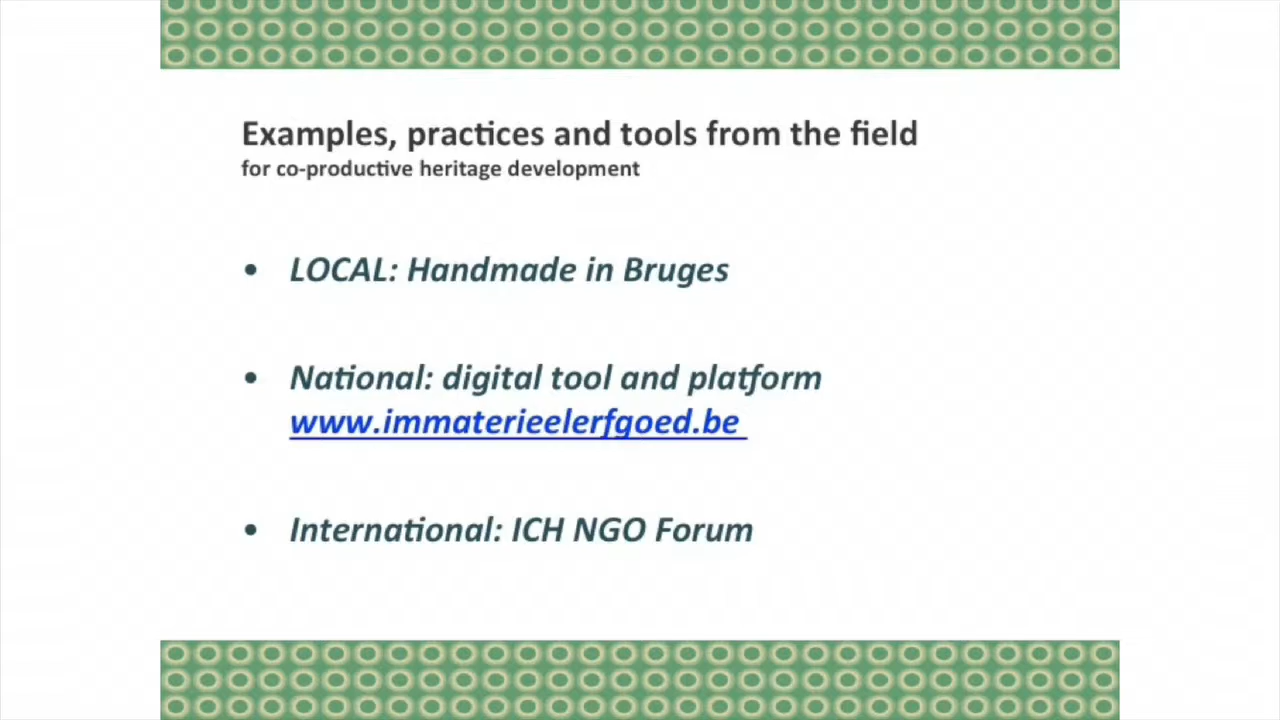 Examples, practices and tools from the field
for co-productive heritage development
• LOCAL: Handmade in Bruges
• National: digital tool and platform
www.immaterieelerfgoed.be
• International: ICH NGO Forum